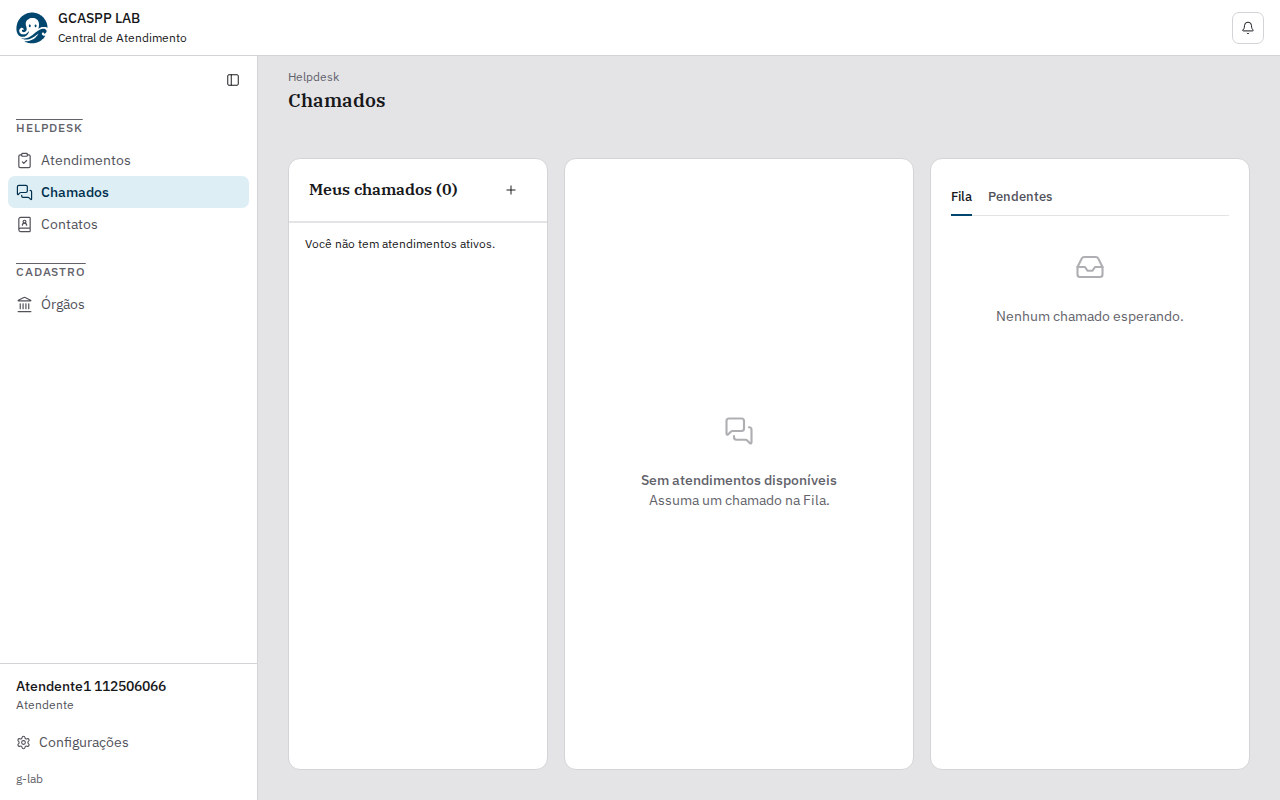 GCASPP LAB
Central de Atendimento
HELPDESK
Atendimentos
Chamados
Contatos
CADASTRO
Órgãos
Atendente1 112506066
Atendente
Configurações
g-lab
Helpdesk
Chamados
Meus chamados (0)
Você não tem atendimentos ativos.
Sem atendimentos disponíveis
Assuma um chamado na Fila.
Fila Pendentes
Nenhum chamado esperando.